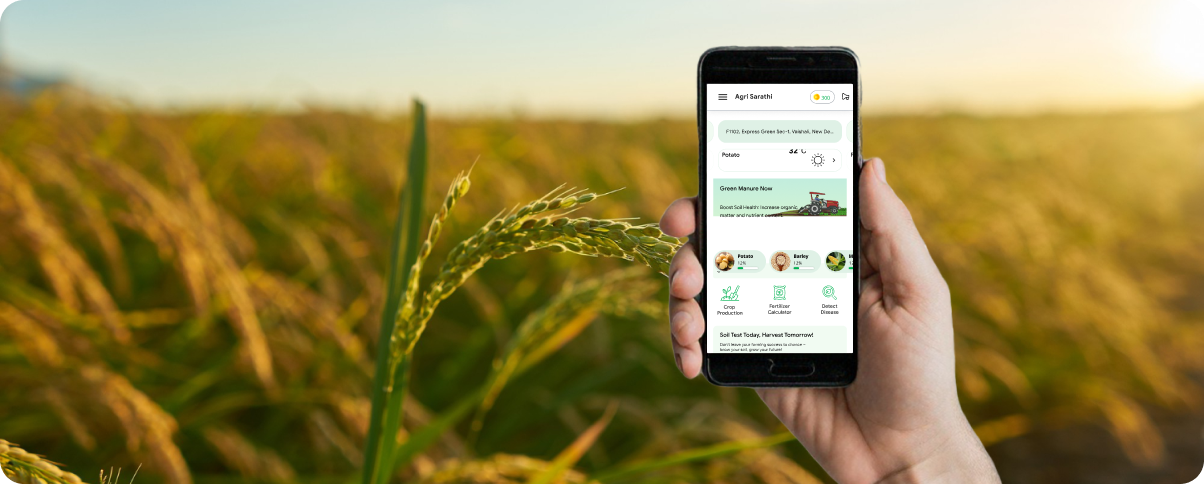 Agri Sarathi
300
F1102, Express Green Sec-1, Vaishali, New De...
Potato
32°C
Green Manure Now
Boost Soil Health: Increase organic
matter and nutrient
Potato
12%
Barley
12%
Crop
Production
Fertilizer
Calculator
Detect
Disease
Soil Test Today, Harvest Tomorrow!
Don't leave your farming success to chance –
know your soil, grow your future!